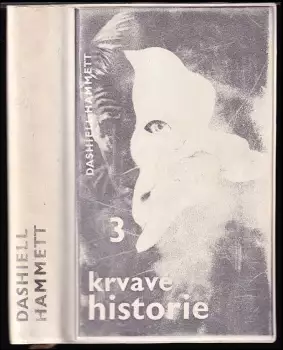 DASHIELL
HAMMETT
DASHIELL HAMMETT
3
krvavé
historie